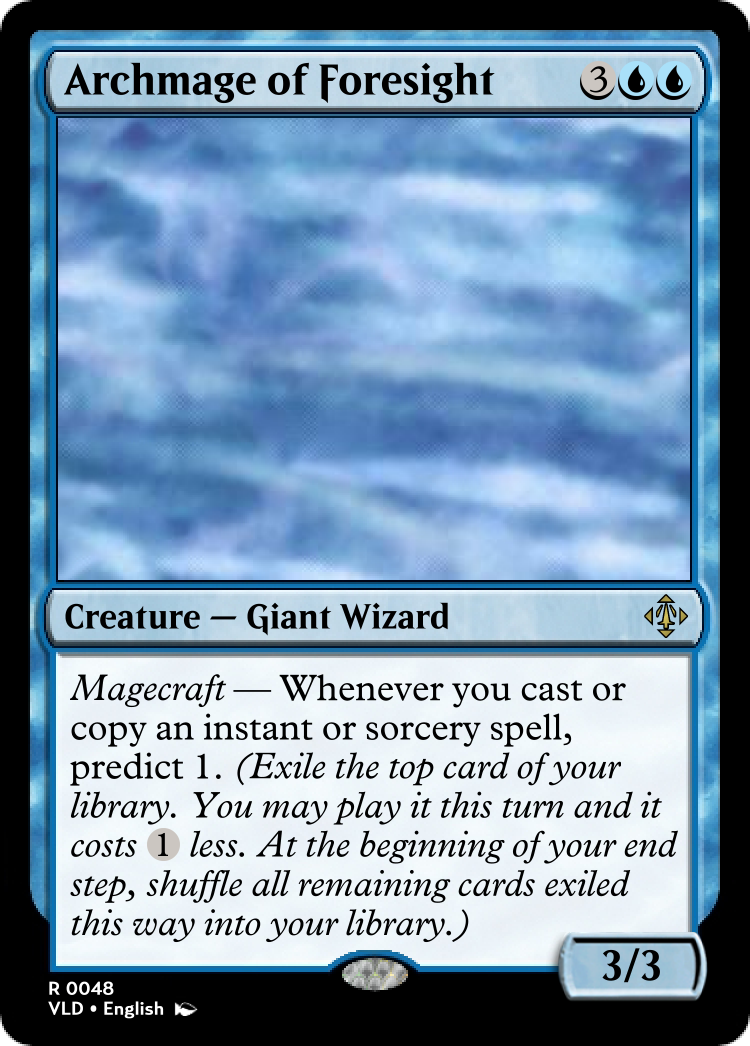 Archmage of Foresight 3
Creature — Giant Wizard
Magecraft — Whenever you cast or
copy an instant or sorcery spell,
predict 1. (Exile the top card of your
library. You may play it this turn and it
costs 1 less. At the beginning of your end
step, shuffle all remaining cards exiled
this way into your library.)
3/3
R 0048
VLD • English